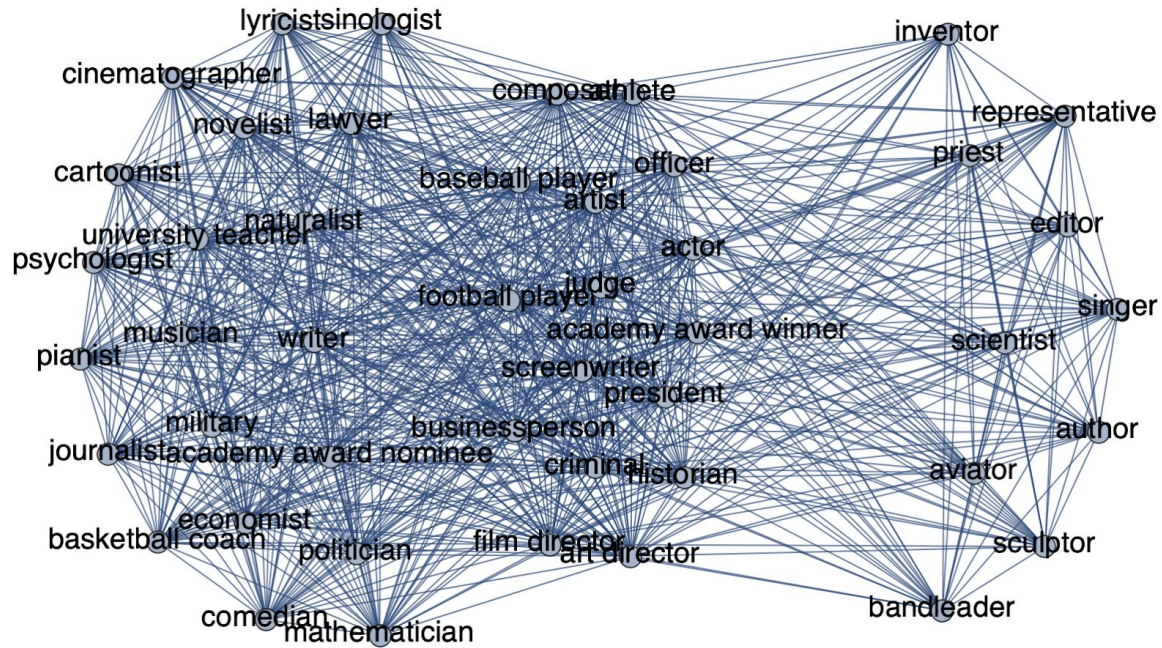 lyricist
sinologist
inventor
cinematographer
composer
athlete
representative
novelist
lawyer
priest
cartoonist
baseball player
officer
artist
naturalist
university teacher
editor
psychologist
actor
judge
football player
singer
musician
writer
academy award winner
scientist
pianist
screenwriter
president
military
businessperson
author
journalist
academy award nominee
criminal
historian
aviator
economist
basketball coach
politician
film director
art director
sculptor
comedian
mathematician
bandleader